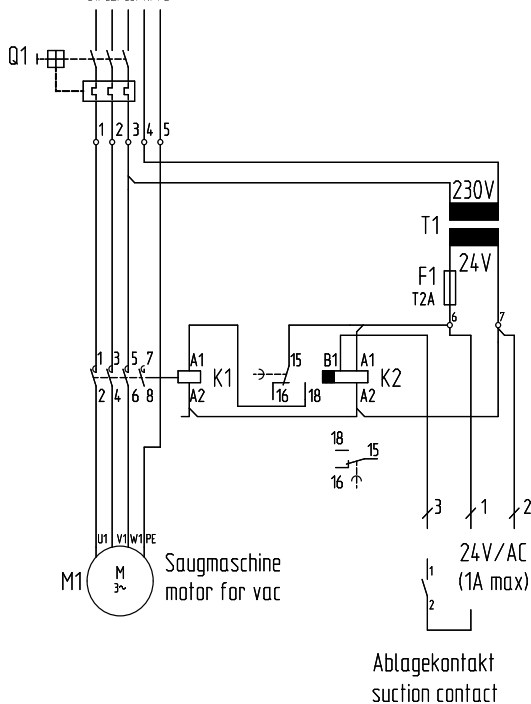 Q1
1 2 3 4 5
230V
T1
24V
F1
T2A
6 7
1 3 5 7
A1 K1
15
B1 A1 K2
2 4 6 8
A2
16 18
A2
18
15
16
3 1 2
U1 V1 W1 PE
M1
M
3~
Saugmaschine
motor for vac
24V/AC
(1A max)
1
2
Ablagekontakt
suction contact